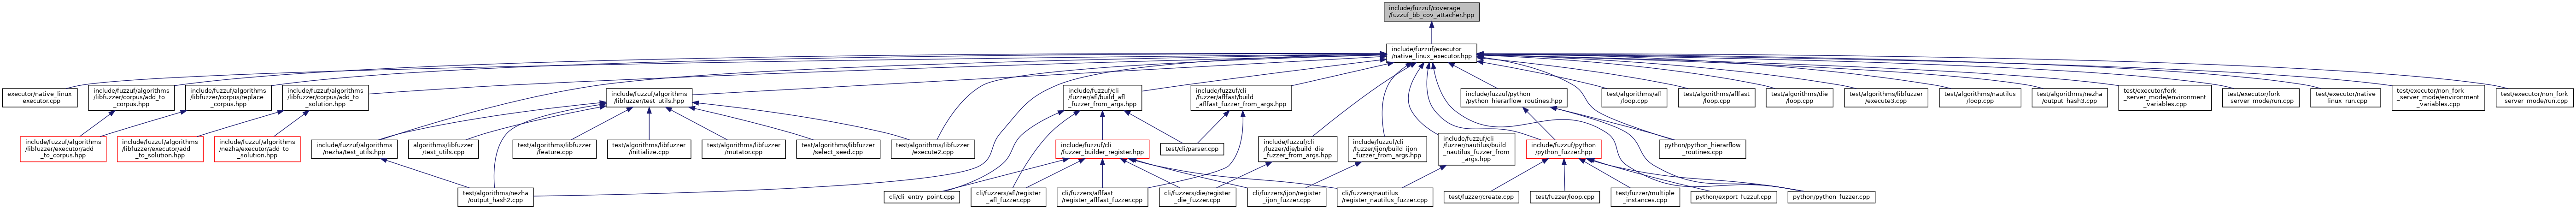 include/fuzzuf/coverage
/fuzzuf_bb_cov_attacher.hpp
include/fuzzuf/executor
/native_linux_executor.hpp
executor/native_linux
_executor.cpp
include/fuzzuf/algorithms
/libfuzzer/corpus/add_to
_corpus.hpp
include/fuzzuf/algorithms
/libfuzzer/corpus/replace
_corpus.hpp
include/fuzzuf/algorithms
/libfuzzer/corpus/add_to
_solution.hpp
include/fuzzuf/algorithms
/libfuzzer/test_utils.hpp
include/fuzzuf/cli
/fuzzer/afl/build_afl
_fuzzer_from_args.hpp
include/fuzzuf/cli
/fuzzer/aflfast/build
_aflfast_fuzzer_from_args.hpp
include/fuzzuf/python
/python_hierarflow_routines.hpp
test/algorithms/afl
/loop.cpp
test/algorithms/aflfast
/loop.cpp
test/algorithms/die
/loop.cpp
test/algorithms/libfuzzer
/execute3.cpp
test/algorithms/nautilus
/loop.cpp
test/algorithms/nezha
/output_hash3.cpp
test/executor/fork
_server_mode/environment
_variables.cpp
test/executor/fork
_server_mode/run.cpp
test/executor/native
_linux_run.cpp
test/executor/non_fork
_server_mode/environment
_variables.cpp
test/executor/non_fork
_server_mode/run.cpp
include/fuzzuf/algorithms
/libfuzzer/executor/add
_to_corpus.hpp
include/fuzzuf/algorithms
/libfuzzer/executor/add
_to_solution.hpp
include/fuzzuf/algorithms
/nezha/executor/add_to
_solution.hpp
include/fuzzuf/algorithms
/nezha/test_utils.hpp
algorithms/libfuzzer
/test_utils.cpp
test/algorithms/libfuzzer
/feature.cpp
test/algorithms/libfuzzer
/initialize.cpp
test/algorithms/libfuzzer
/mutator.cpp
test/algorithms/libfuzzer
/select_seed.cpp
test/algorithms/libfuzzer
/execute2.cpp
include/fuzzuf/cli
/fuzzer_builder_register.hpp
test/cli/parser.cpp
include/fuzzuf/cli
/fuzzer/die/build_die
_fuzzer_from_args.hpp
include/fuzzuf/cli
/fuzzer/ijon/build_ijon
_fuzzer_from_args.hpp
include/fuzzuf/cli
/fuzzer/nautilus/build
_nautilus_fuzzer_from
_args.hpp
include/fuzzuf/python
/python_fuzzer.hpp
python/python_hierarflow
_routines.cpp
test/algorithms/nezha
/output_hash2.cpp
cli/cli_entry_point.cpp
cli/fuzzers/afl/register
_afl_fuzzer.cpp
cli/fuzzers/aflfast
/register_aflfast_fuzzer.cpp
cli/fuzzers/die/register
_die_fuzzer.cpp
cli/fuzzers/ijon/register
_ijon_fuzzer.cpp
cli/fuzzers/nautilus
/register_nautilus_fuzzer.cpp
test/fuzzer/create.cpp
test/fuzzer/loop.cpp
test/fuzzer/multiple
_instances.cpp
python/export_fuzzuf.cpp
python/python_fuzzer.cpp